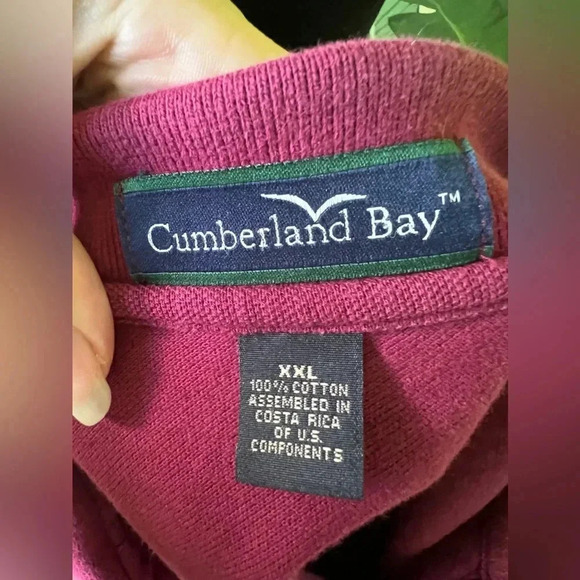 Cumberland Bay™
XXL
100% COTTON
ASSEMBLED IN
COSTA RICA
OF U.S.
COMPONENTS